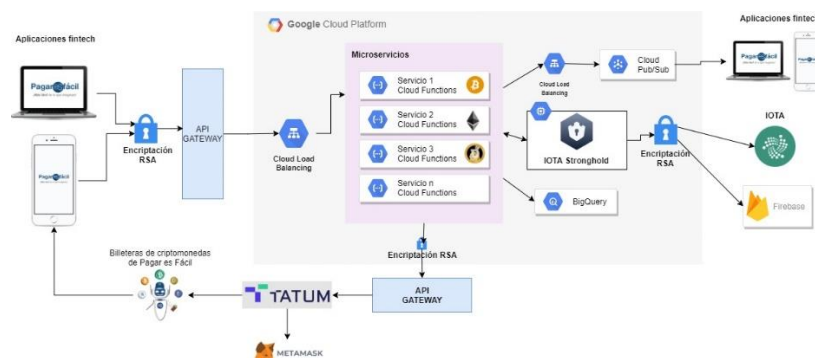 Google Cloud Platform
Aplicaciones fintech
Aplicaciones fintech
Microservicios
Servicio 1
Cloud Functions
Servicio 2
Cloud Functions
Servicio 3
Cloud Functions
Servicio n
Cloud Functions
Cloud Load
Balancing
Cloud
Pub/Sub
Pagar Fácil
Encriptación
RSA
API
GATEWAY
Cloud Load
Balancing
IOTA Stronghold
Encriptación
RSA
IOTA
BigQuery
Firebase
Encriptación RSA
Billeteras de criptomonedas
de Pagar es Fácil
TATUM
API
GATEWAY
METAMASK